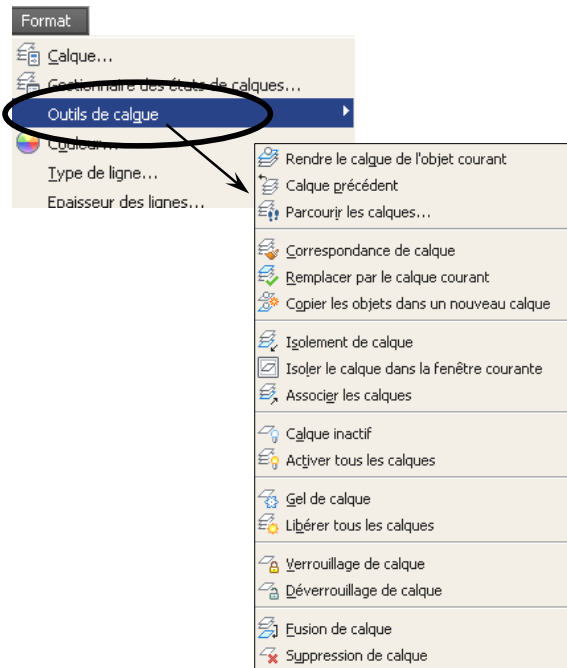 Format
Calque...
Gestionnaire des états de calques...
Outils de calque
Couleur...
Type de ligne...
Epaisseur des lignes...
Rendre le calque de l'objet courant
Calque précédent
Parcourir les calques...
Correspondance de calque
Remplacer par le calque courant
Copier les objets dans un nouveau calque
Isolement de calque
Isoler le calque dans la fenêtre courante
Associer les calques
Calque inactif
Activer tous les calques
Gel de calque
Libérer tous les calques
Verrouillage de calque
Déverrouillage de calque
Fusion de calque
Suppression de calque